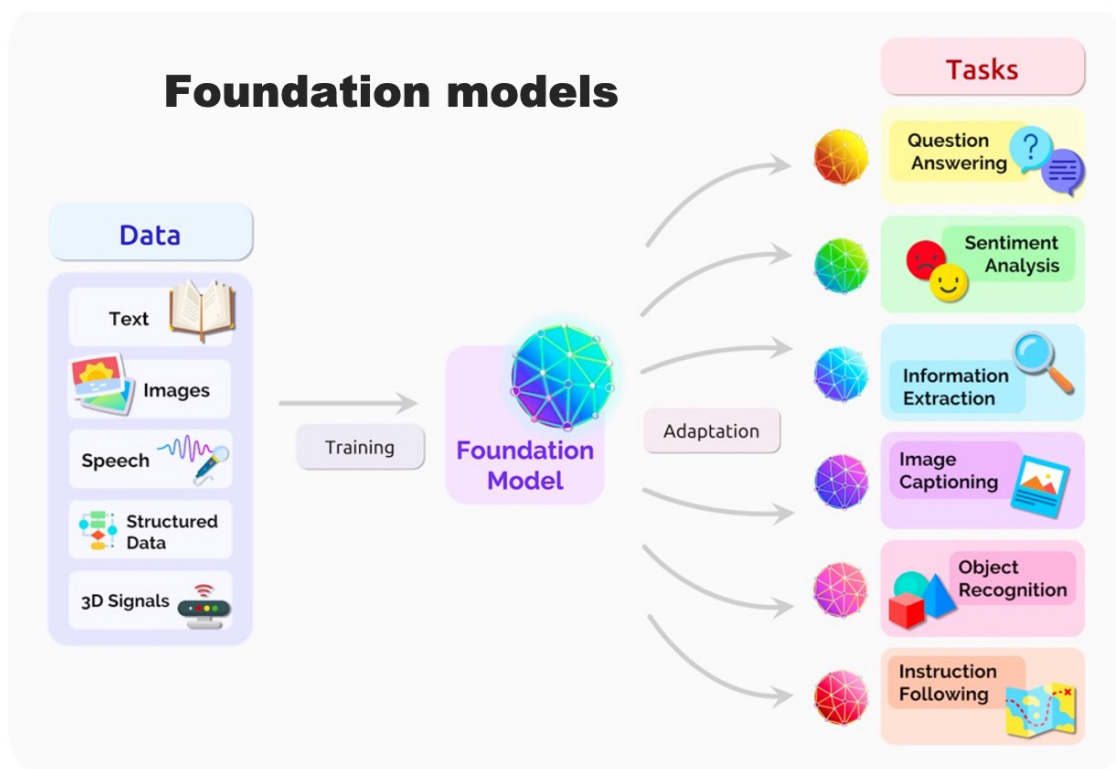 Foundation models
Data
Text
Images
Speech
Structured
Data
3D Signals
Training
Foundation
Model
Adaptation
Tasks
Question
Answering
Sentiment
Analysis
Information
Extraction
Image
Captioning
Object
Recognition
Instruction
Following